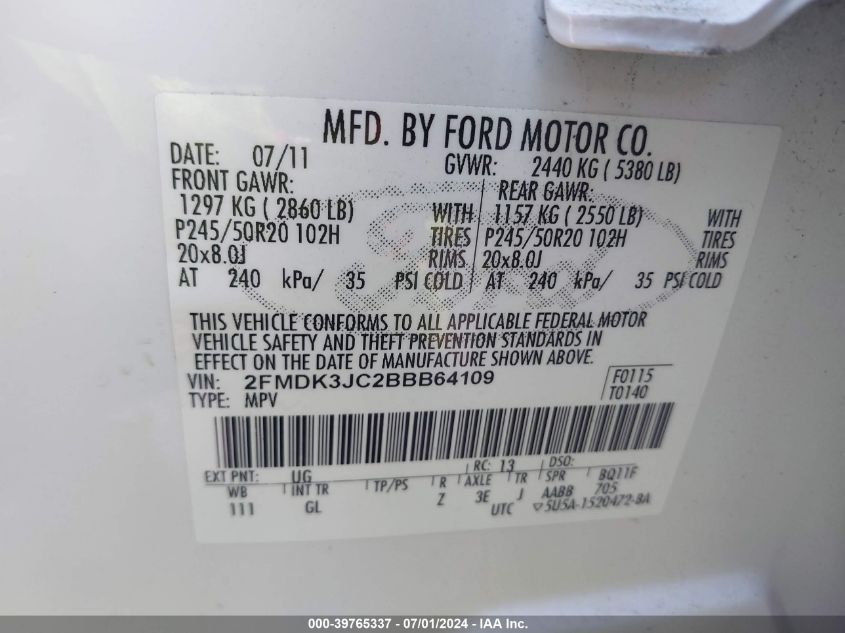 MFD. BY FORD MOTOR CO.
DATE: 07/11 GVWR: 2440 KG ( 5380 LB)
FRONT GAWR: REAR GAWR:
1297 KG ( 2860 LB) WITH 1157 KG ( 2550 LB) WITH
P245/50R20 102H TIRES P245/50R20 102H TIRES
20x8.0J RIMS 20x8.0J RIMS
AT 240 kPa/ 35 PSI COLD AT 240 kPa/ 35 PSI COLD
Ford
THIS VEHICLE CONFORMS TO ALL APPLICABLE FEDERAL MOTOR
VEHICLE SAFETY AND THEFT PREVENTION STANDARDS IN
EFFECT ON THE DATE OF MANUFACTURE SHOWN ABOVE.
VIN: 2FMDK3JC2BBB64109 F0115
TYPE: MPV T0140
EXT PNT: UG RC: 13 DSO: BQ11F
WB INT TR TP/PS R AXLE TR SPR 705
111 GL Z 3E J AABB
UTC ▽5U5A-1520472-BA
000-39765337 - 07/01/2024 - IAA Inc.